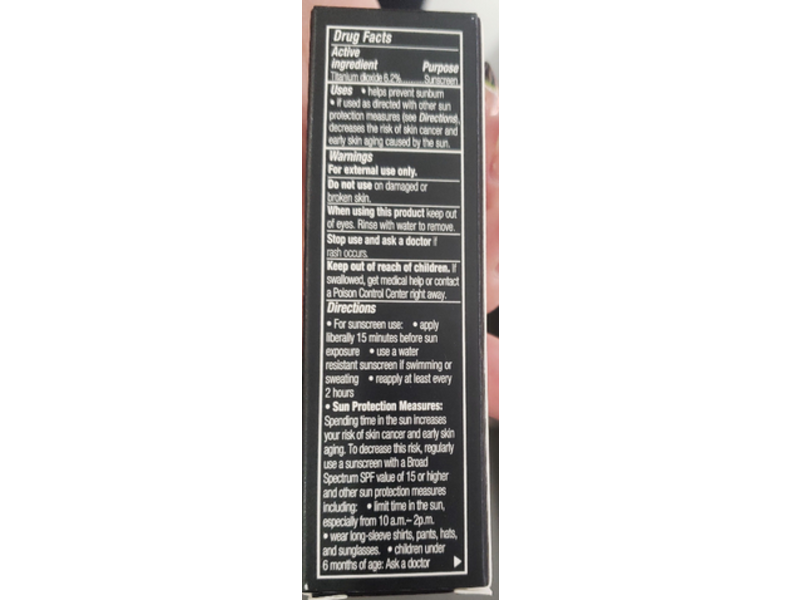 Drug Facts
Active
ingredient Purpose
Titanium dioxide 6.2% ..... Sunscreen
Uses • helps prevent sunburn
• if used as directed with other sun
protection measures (see Directions),
decreases the risk of skin cancer and
early skin aging caused by the sun.
Warnings
For external use only.
Do not use on damaged or
broken skin.
When using this product keep out
of eyes. Rinse with water to remove.
Stop use and ask a doctor if
rash occurs.
Keep out of reach of children. If
swallowed, get medical help or contact
a Poison Control Center right away.
Directions
• For sunscreen use: • apply
liberally 15 minutes before sun
exposure • use a water
resistant sunscreen if swimming or
sweating • reapply at least every
2 hours
• Sun Protection Measures:
Spending time in the sun increases
your risk of skin cancer and early skin
aging. To decrease this risk, regularly
use a sunscreen with a Broad
Spectrum SPF value of 15 or higher
and other sun protection measures
including: • limit time in the sun,
especially from 10 a.m.– 2p.m.
• wear long-sleeve shirts, pants, hats,
and sunglasses. • children under
6 months of age: Ask a doctor